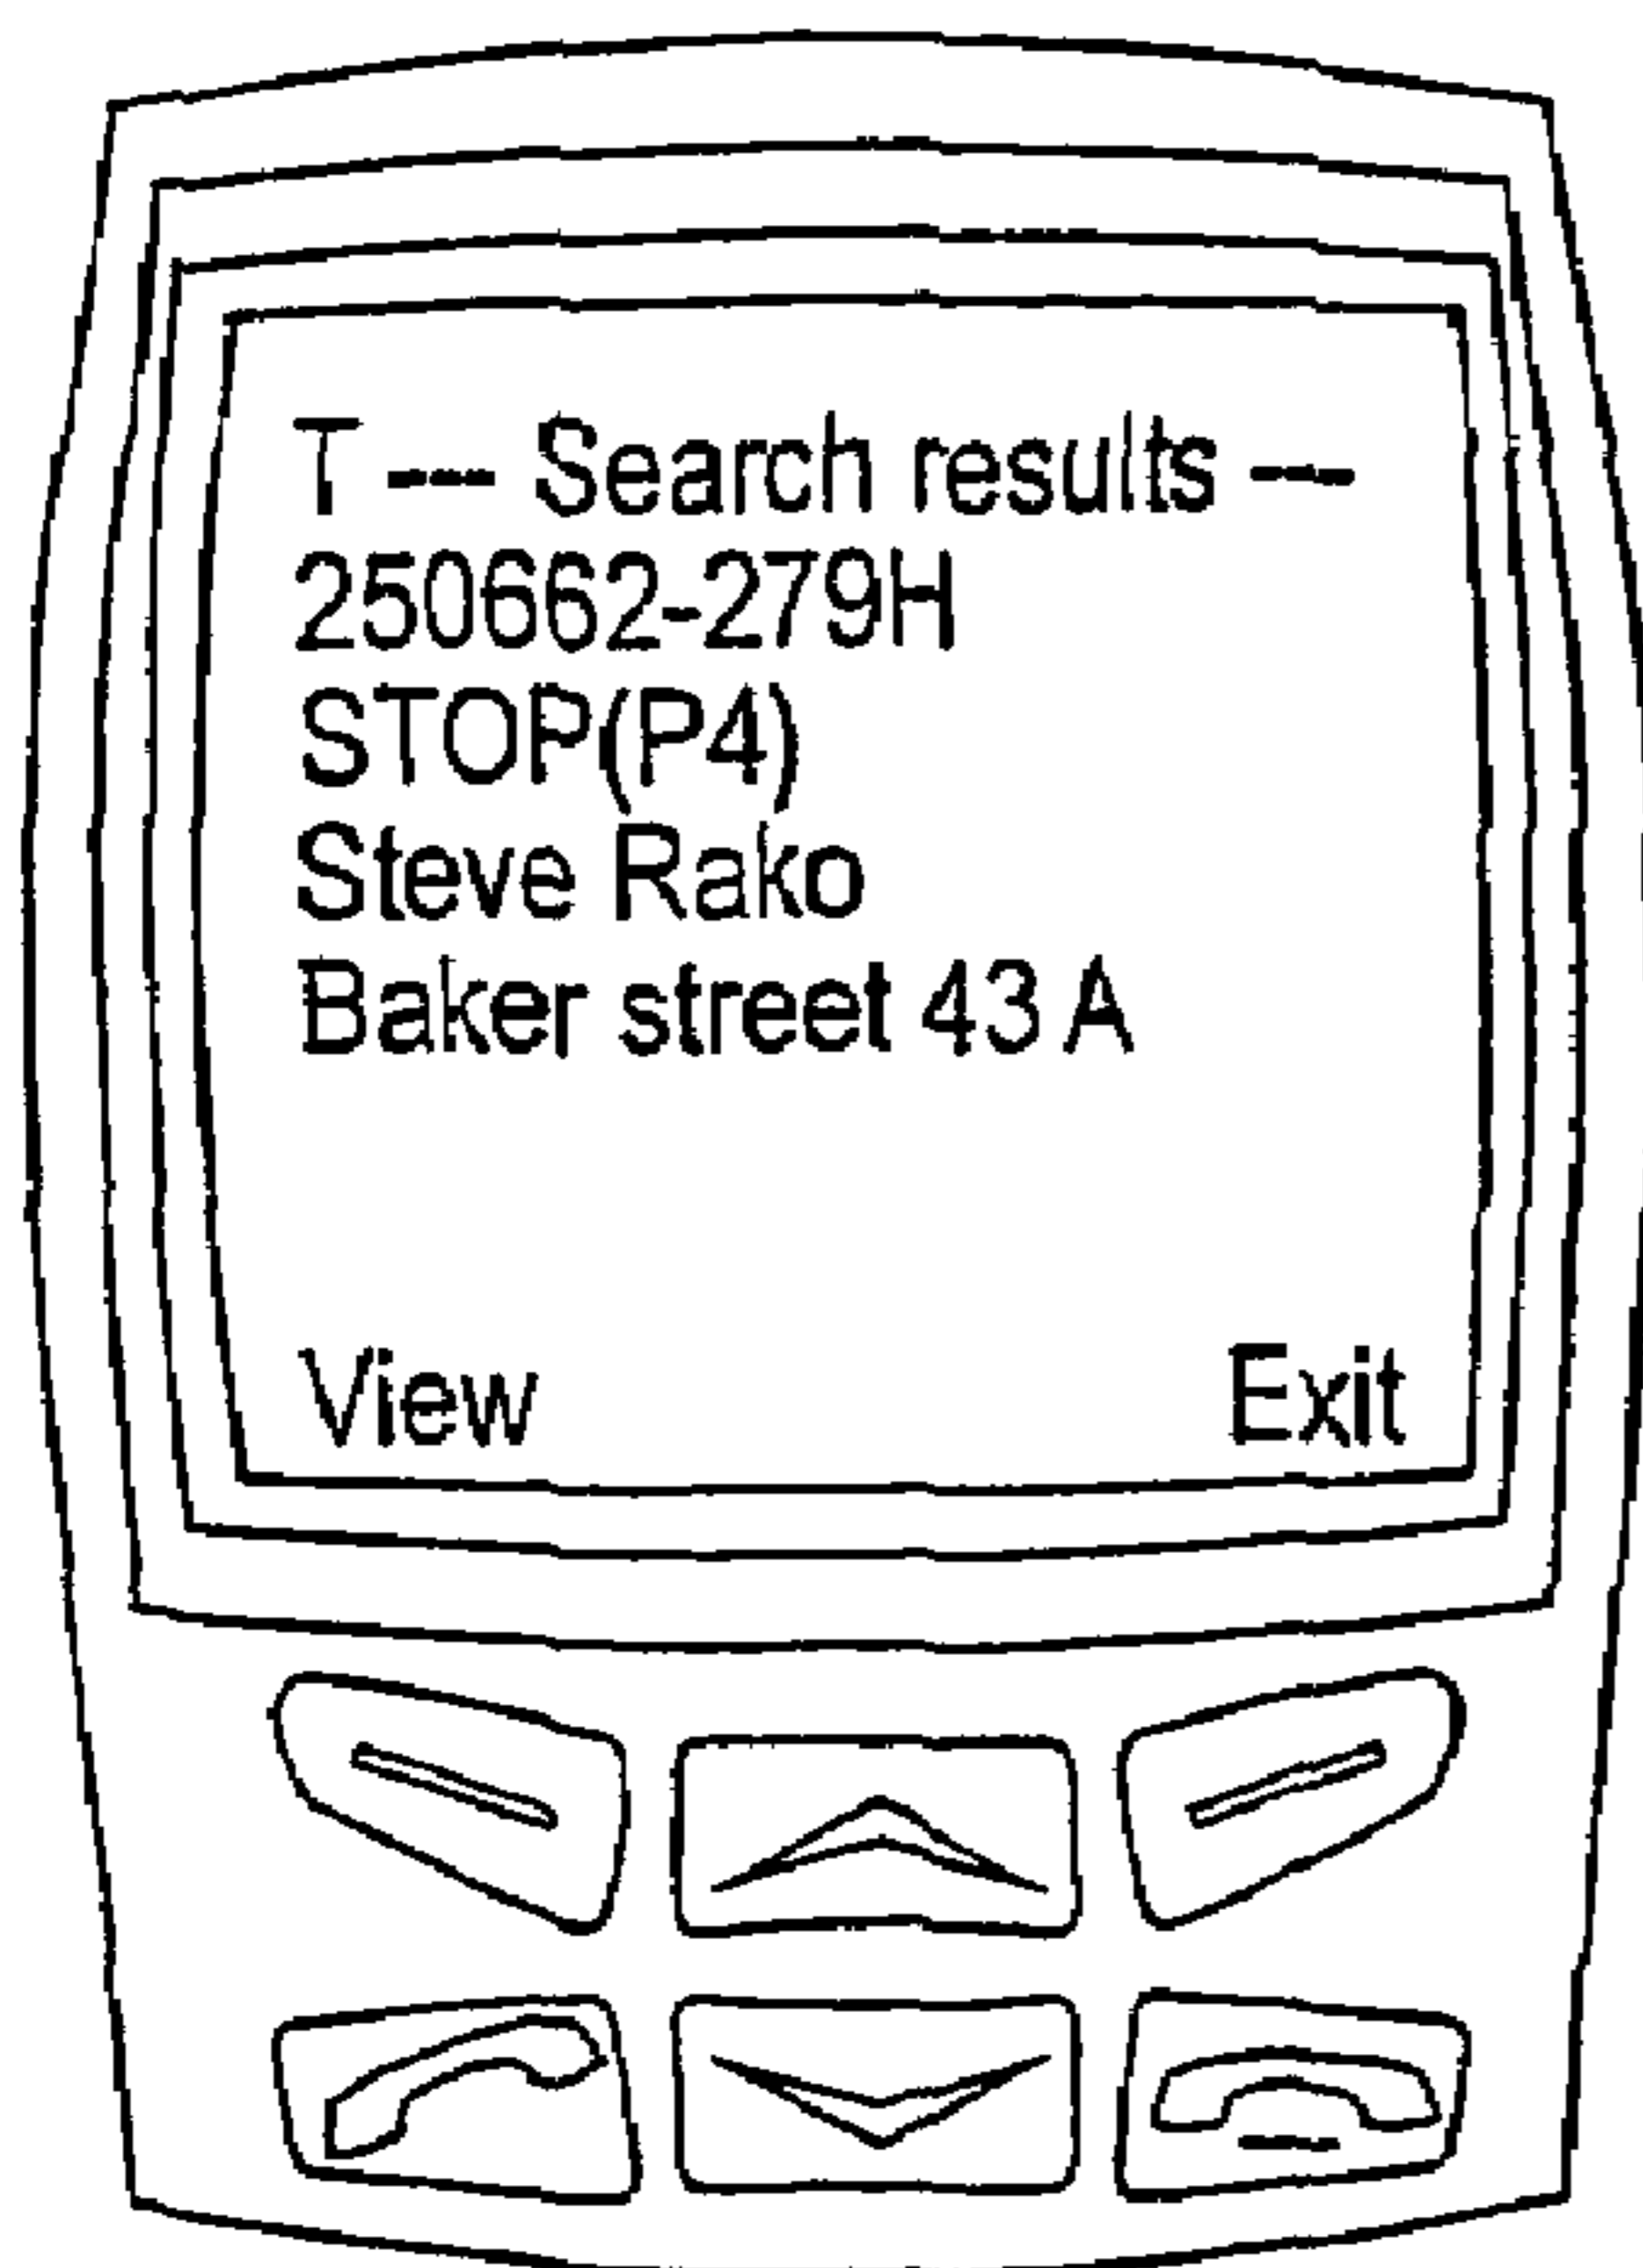 T --- Search results ---
250662-279H
STOP(P4)
Steve Rako
Baker street 43 A
View Exit